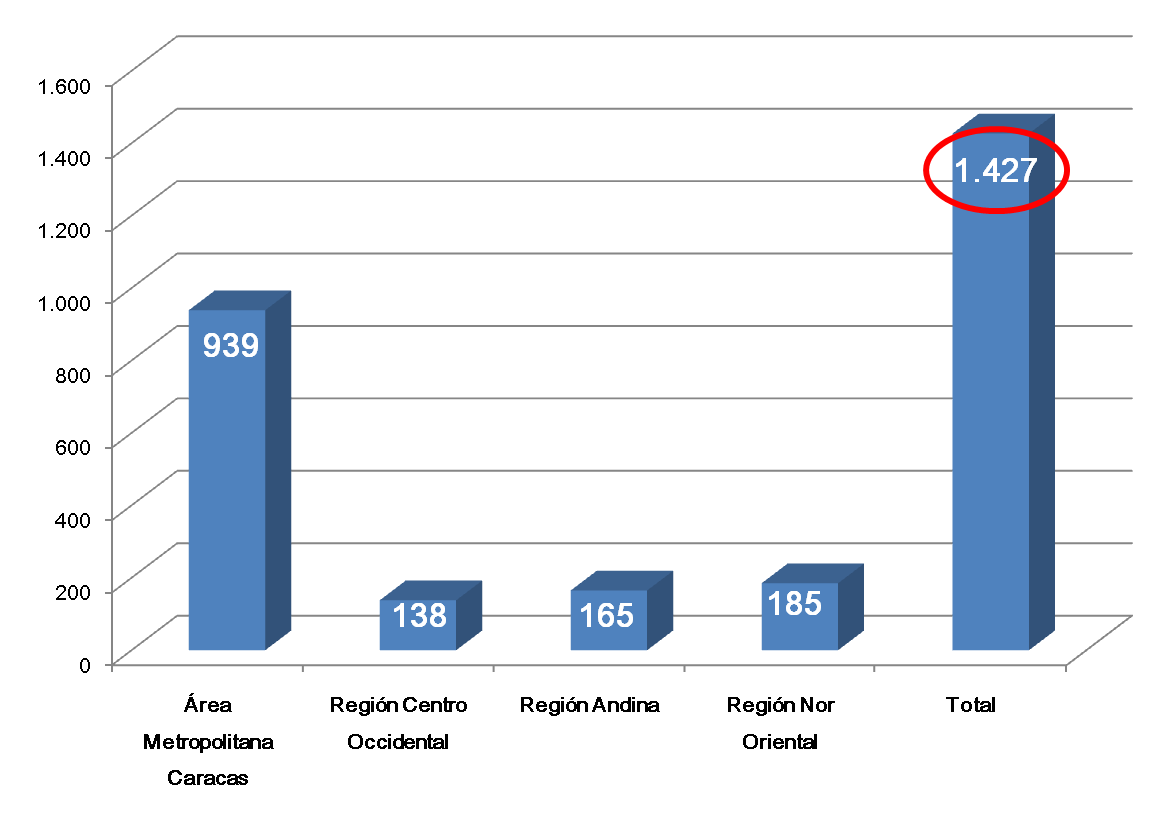 1.600
1.400
1.200
1.000
800
600
400
200
0
939
138
165
185
1.427
Área
Metropolitana
Caracas
Región Centro
Occidental
Región Andina
Región Nor
Oriental
Total